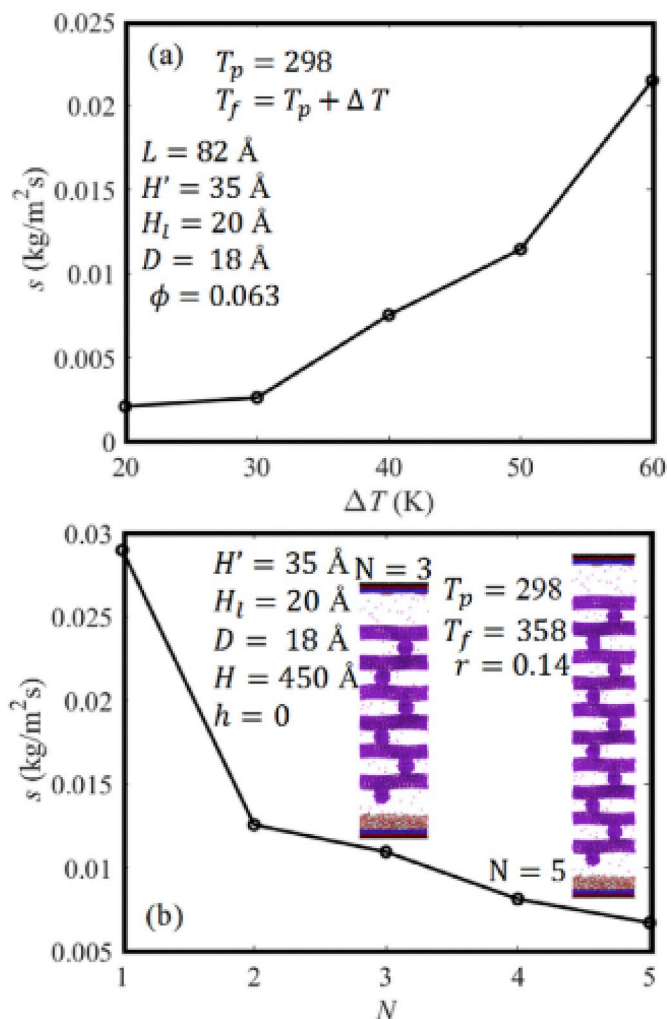 0.025
(a)
T_p = 298
T_f = T_p + Δ T
0.02
L = 82 Å
H' = 35 Å
0.015
H_l = 20 Å
D = 18 Å
0.01
ϕ = 0.063
0.005
0
s (kg/m²s)
20 30 40 50 60
Δ T (K)
0.03
H' = 35 Å N = 3
T_p = 298
H_l = 20 Å
0.025
T_f = 358
D = 18 Å
r = 0.14
H = 450 Å
0.02
h = 0
0.015
0.01
N = 5
(b)
0.005
s (kg/m²s)
1 2 3 4 5
N